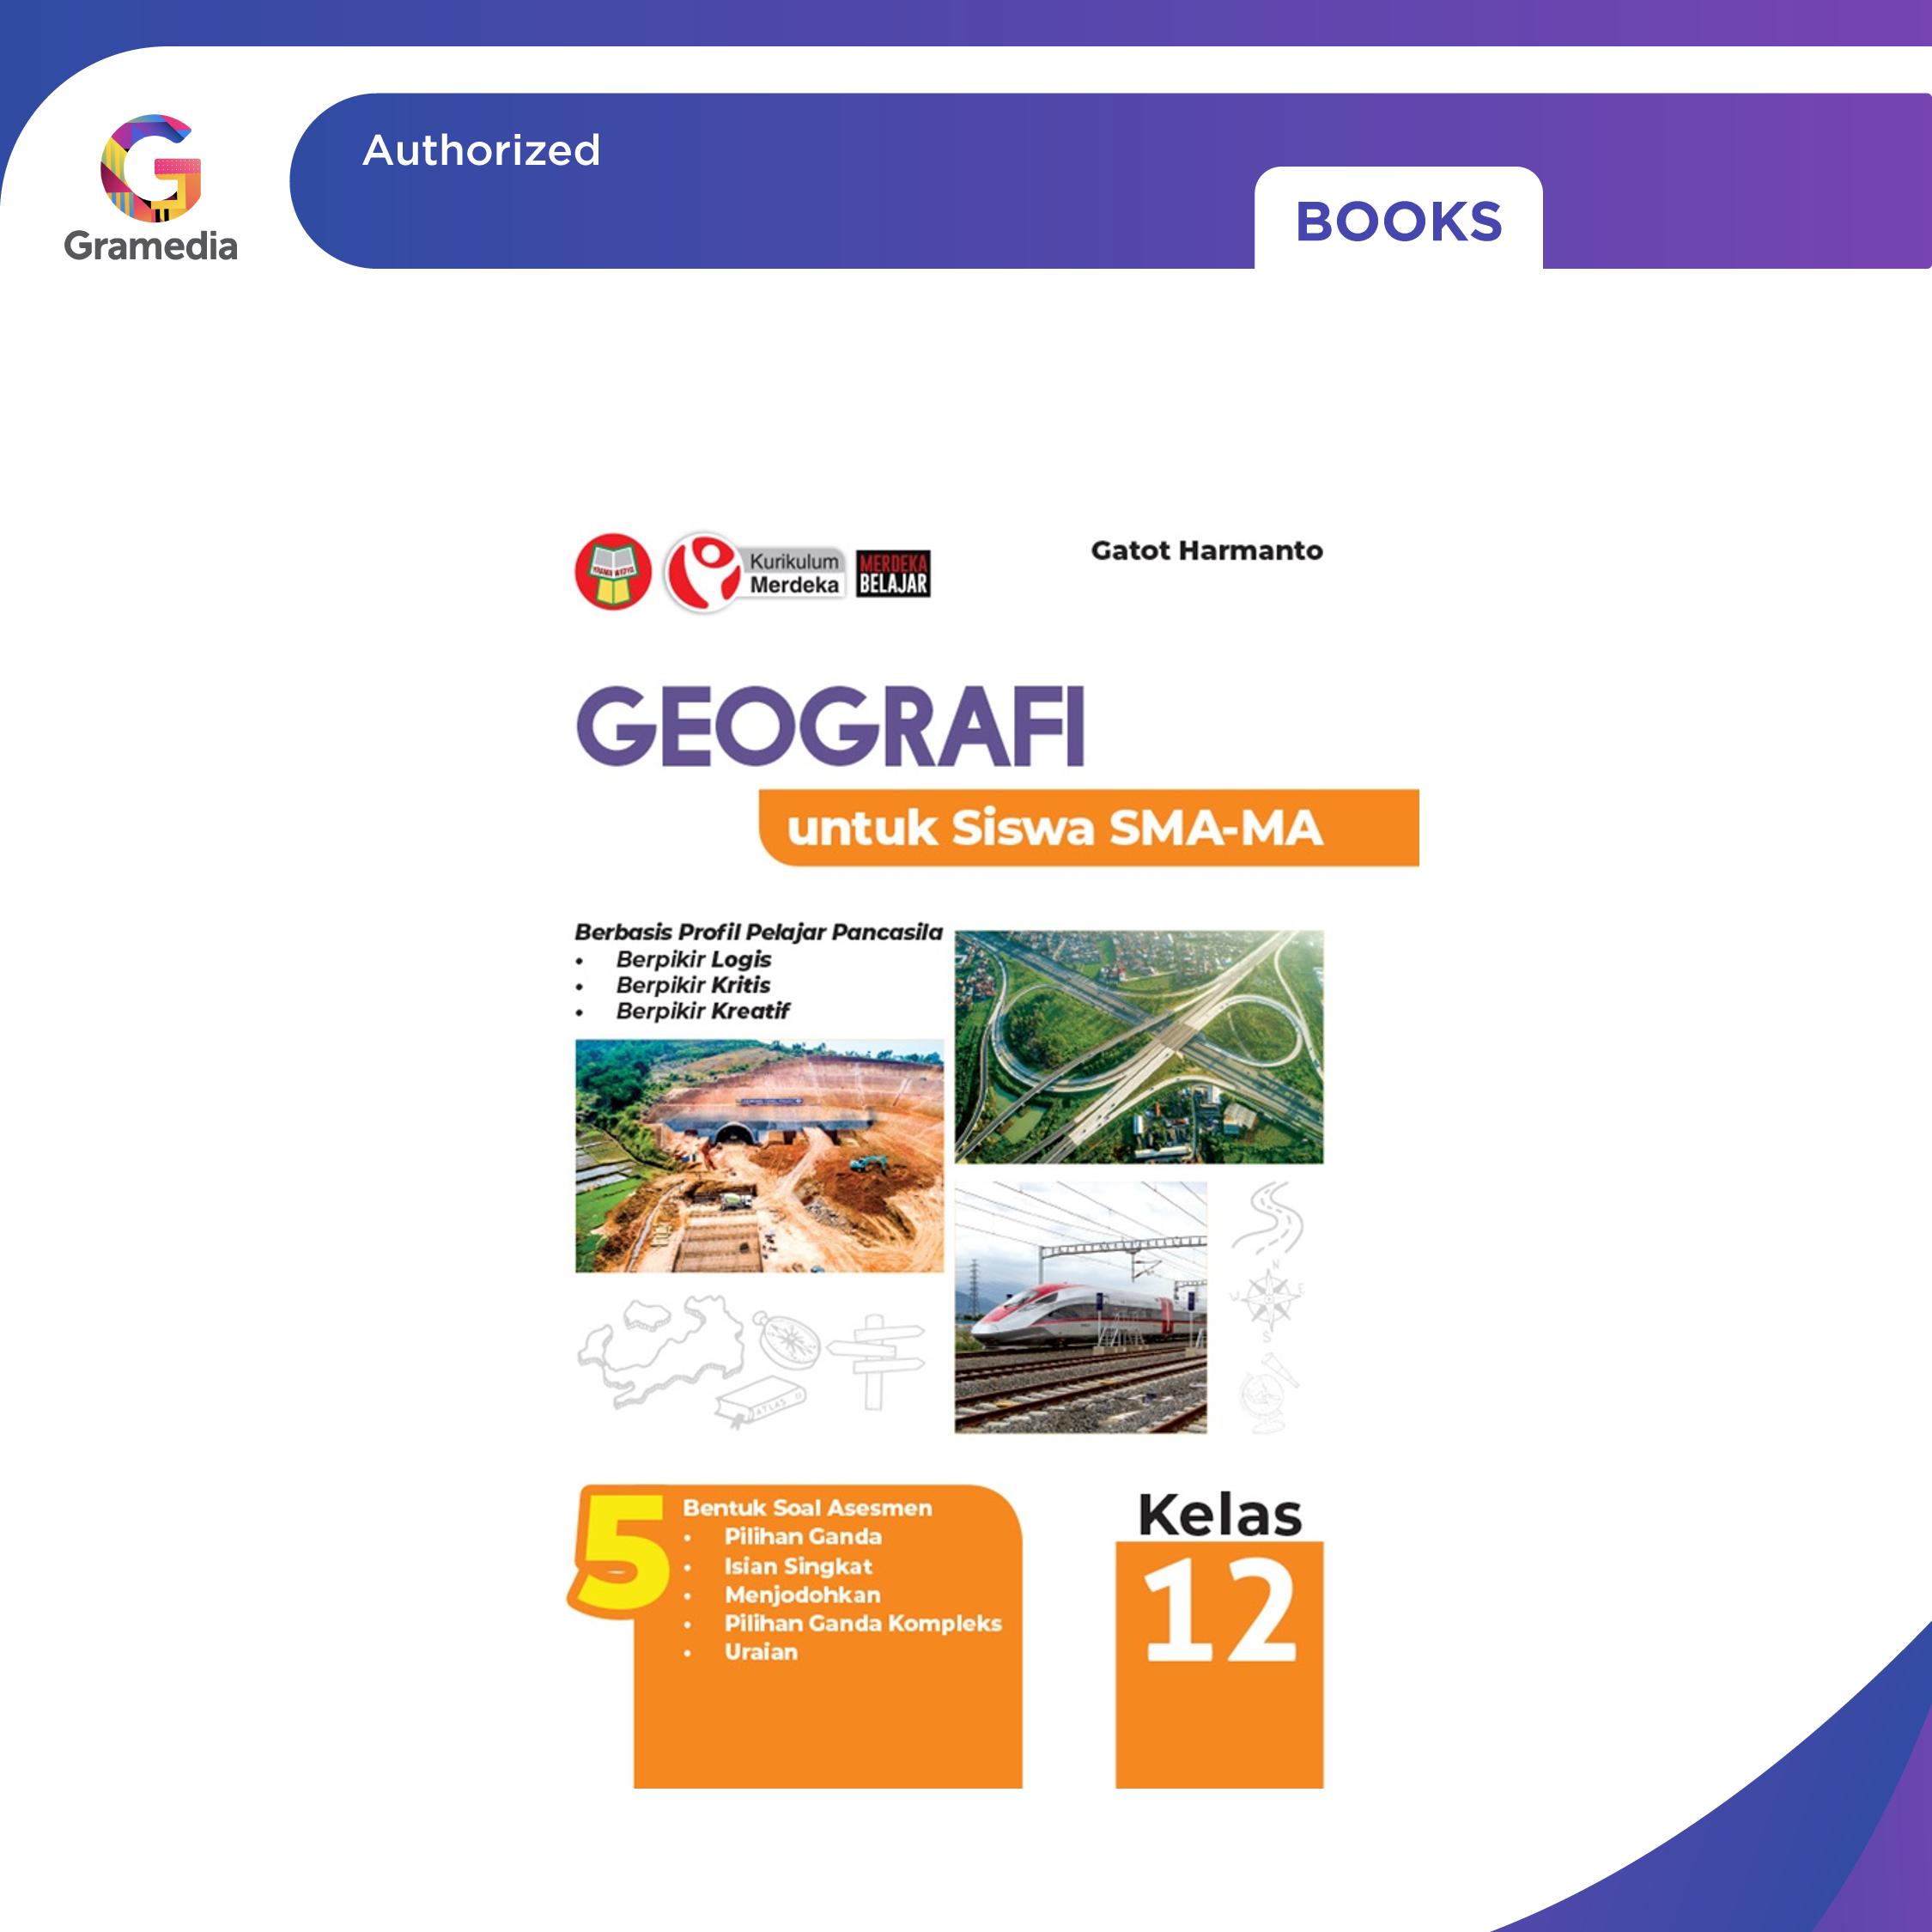 Gramedia
Authorized
BOOKS
YRAMA WIDYA
Kurikulum
Merdeka
MERDEKA
BELAJAR
Gatot Harmanto
GEOGRAFI
untuk Siswa SMA-MA
Berbasis Profil Pelajar Pancasila
• Berpikir Logis
• Berpikir Kritis
• Berpikir Kreatif
N
E
S
ATLAS
5
Bentuk Soal Asesmen
• Pilihan Ganda
• Isian Singkat
• Menjodohkan
• Pilihan Ganda Kompleks
• Uraian
Kelas
12